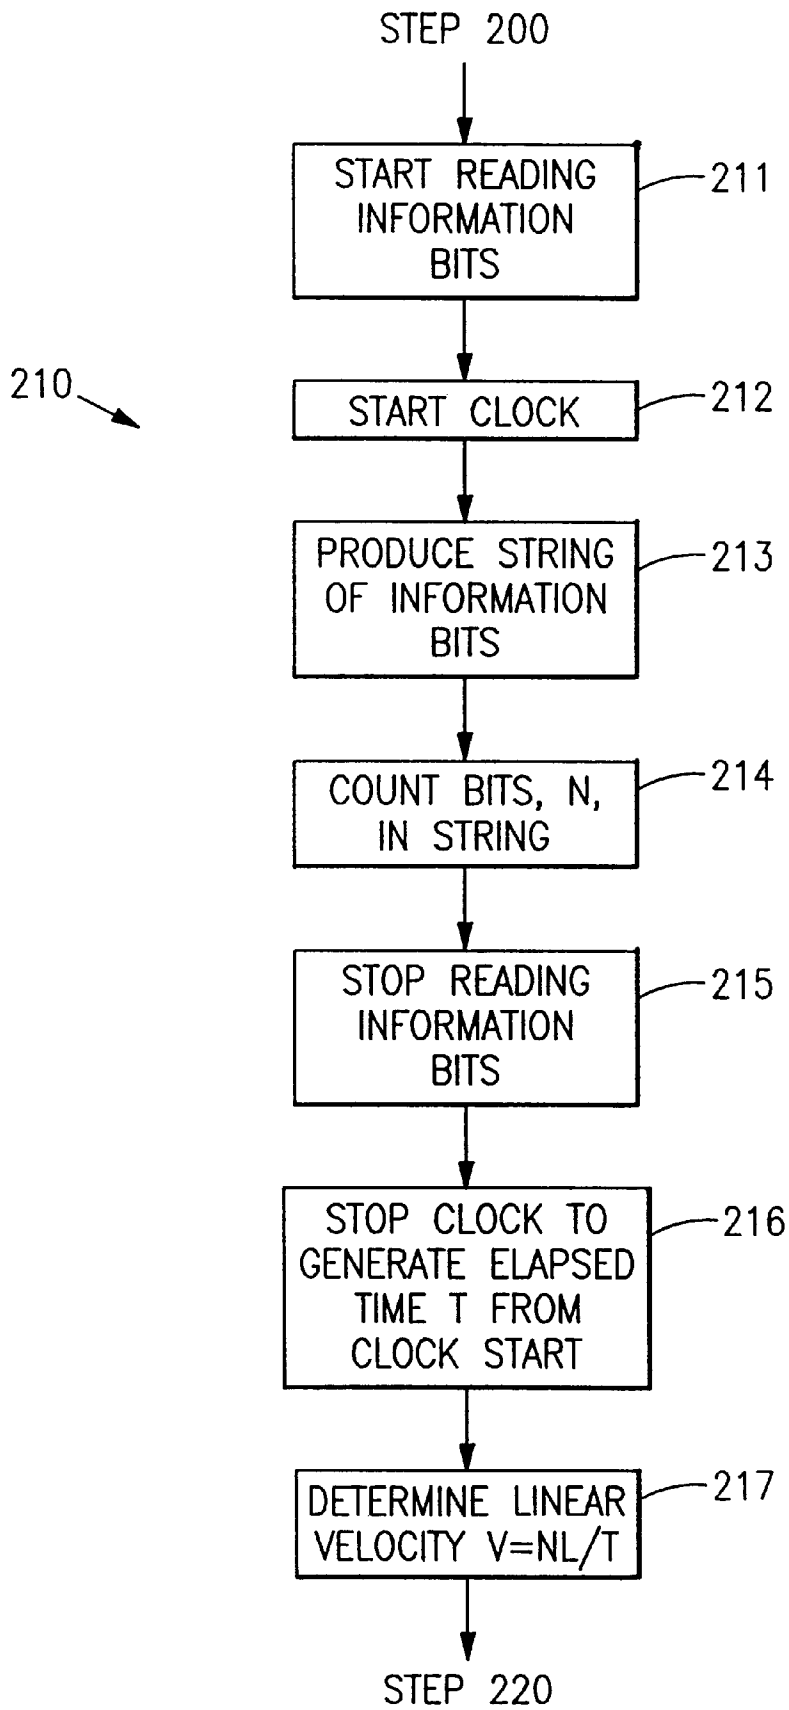 STEP 200
START READING
INFORMATION
BITS
211
210
START CLOCK
212
PRODUCE STRING
OF INFORMATION
BITS
213
COUNT BITS, N,
IN STRING
214
STOP READING
INFORMATION
BITS
215
STOP CLOCK TO
GENERATE ELAPSED
TIME T FROM
CLOCK START
216
DETERMINE LINEAR
VELOCITY V=NL/T
217
STEP 220